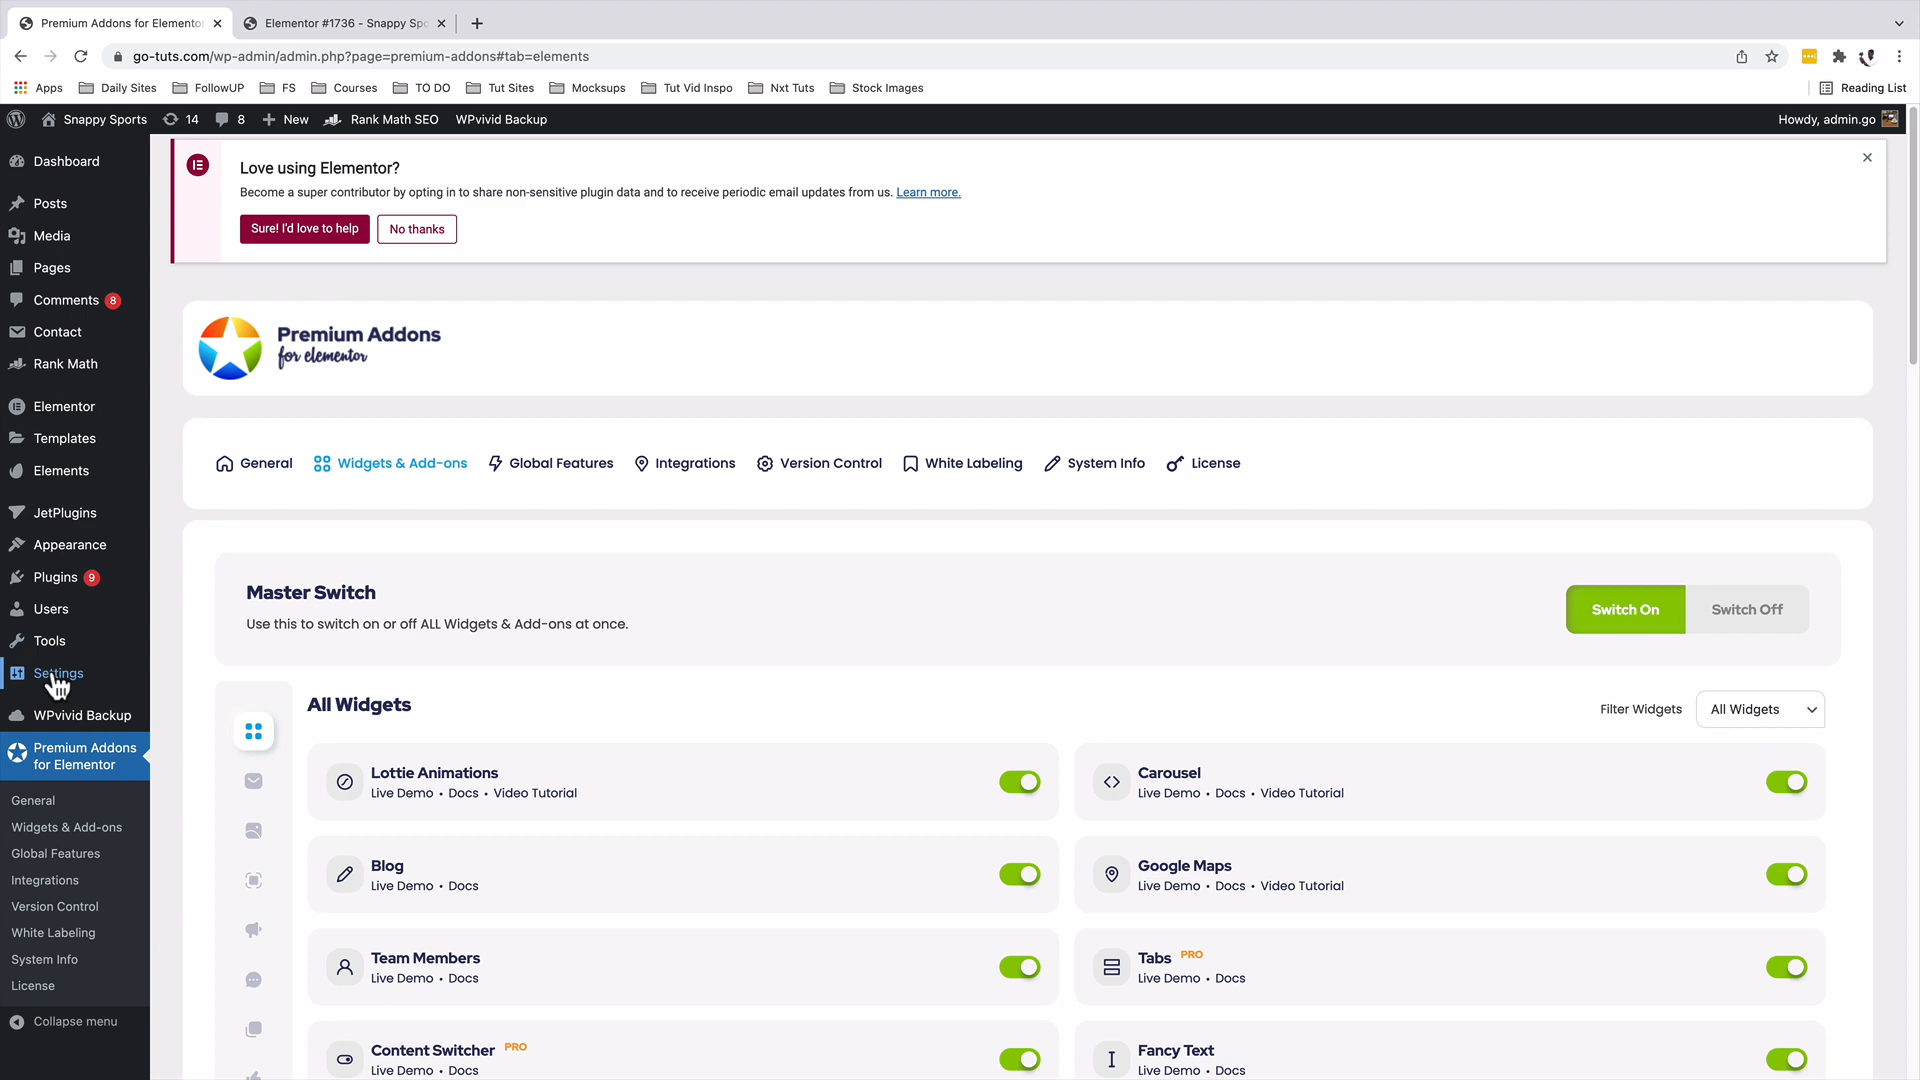 Premium Addons for Elementor
Elementor #1736 - Snappy Spo
go-tuts.com/wp-admin/admin.php?page=premium-addons#tab=elements
Apps
Daily Sites
FollowUP
FS
Courses
TO DO
Tut Sites
Mocksups
Tut Vid Inspo
Nxt Tuts
Stock Images
Reading List
Snappy Sports
14
8
New
Rank Math SEO
WPvivid Backup
Howdy, admin.go
Dashboard
Posts
Media
Pages
Comments 8
Contact
Rank Math
Elementor
Templates
Elements
JetPlugins
Appearance
Plugins 9
Users
Tools
Settings
WPvivid Backup
Premium Addons
for Elementor
General
Widgets & Add-ons
Global Features
Integrations
Version Control
White Labeling
System Info
License
Collapse menu
Love using Elementor?
Become a super contributor by opting in to share non-sensitive plugin data and to receive periodic email updates from us. Learn more.
Sure! I'd love to help
No thanks
Premium Addons
for elementor
General
Widgets & Add-ons
Global Features
Integrations
Version Control
White Labeling
System Info
License
Master Switch
Use this to switch on or off ALL Widgets & Add-ons at once.
Switch On
Switch Off
All Widgets
Filter Widgets
All Widgets
Lottie Animations
Live Demo • Docs • Video Tutorial
Carousel
Live Demo • Docs • Video Tutorial
Blog
Live Demo • Docs
Google Maps
Live Demo • Docs • Video Tutorial
Team Members
Live Demo • Docs
Tabs PRO
Live Demo • Docs
Content Switcher PRO
Live Demo • Docs
Fancy Text
Live Demo • Docs